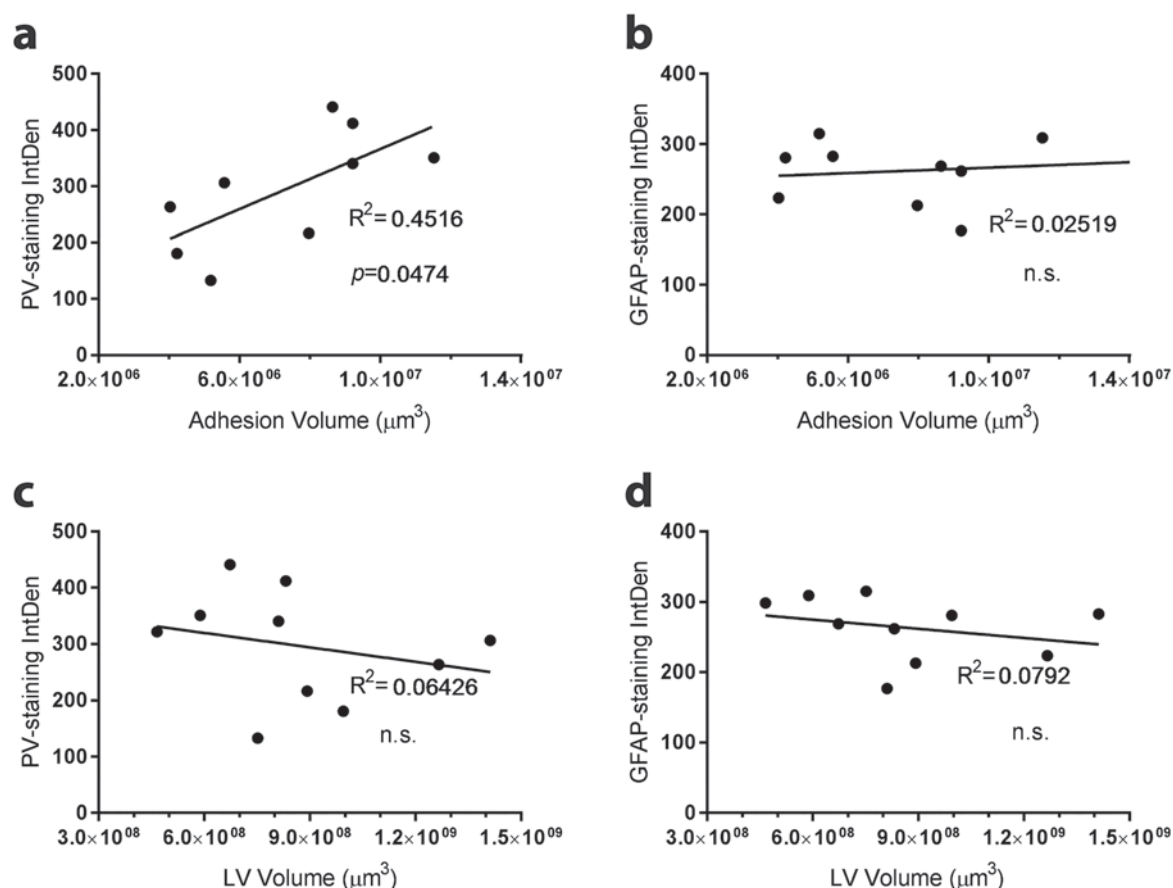 a
500
400
300
200
100
0
PV-staining IntDen
R²=0.4516
p=0.0474
2.0×10⁰⁶ 6.0×10⁰⁶ 1.0×10⁰⁷ 1.4×10⁰⁷
Adhesion Volume (μm³)
b
400
300
200
100
0
GFAP-staining IntDen
R²=0.02519
n.s.
2.0×10⁰⁶ 6.0×10⁰⁶ 1.0×10⁰⁷ 1.4×10⁰⁷
Adhesion Volume (μm³)
c
500
400
300
200
100
0
PV-staining IntDen
R²=0.06426
n.s.
3.0×10⁰⁸ 6.0×10⁰⁸ 9.0×10⁰⁸ 1.2×10⁰⁹ 1.5×10⁰⁹
LV Volume (μm³)
d
400
300
200
100
0
GFAP-staining IntDen
R²=0.0792
n.s.
3.0×10⁰⁸ 6.0×10⁰⁸ 9.0×10⁰⁸ 1.2×10⁰⁹ 1.5×10⁰⁹
LV Volume (μm³)